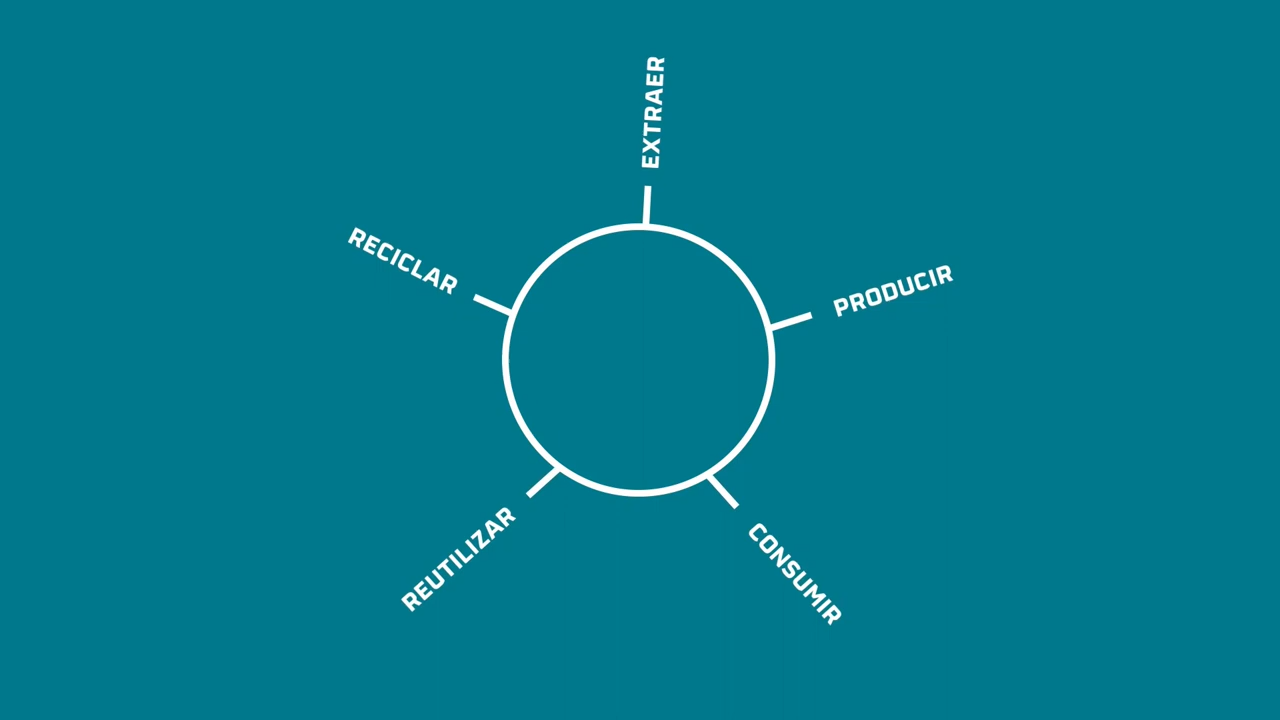 EXTRAER
PRODUCIR
CONSUMIR
REUTILIZAR
RECICLAR